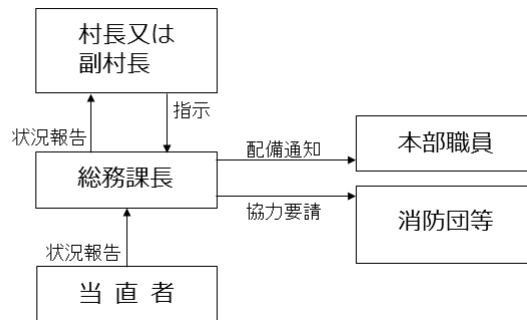 村長又は
副村長
状況報告
指示
総務課長
配備通知
本部職員
協力要請
消防団等
状況報告
当直者